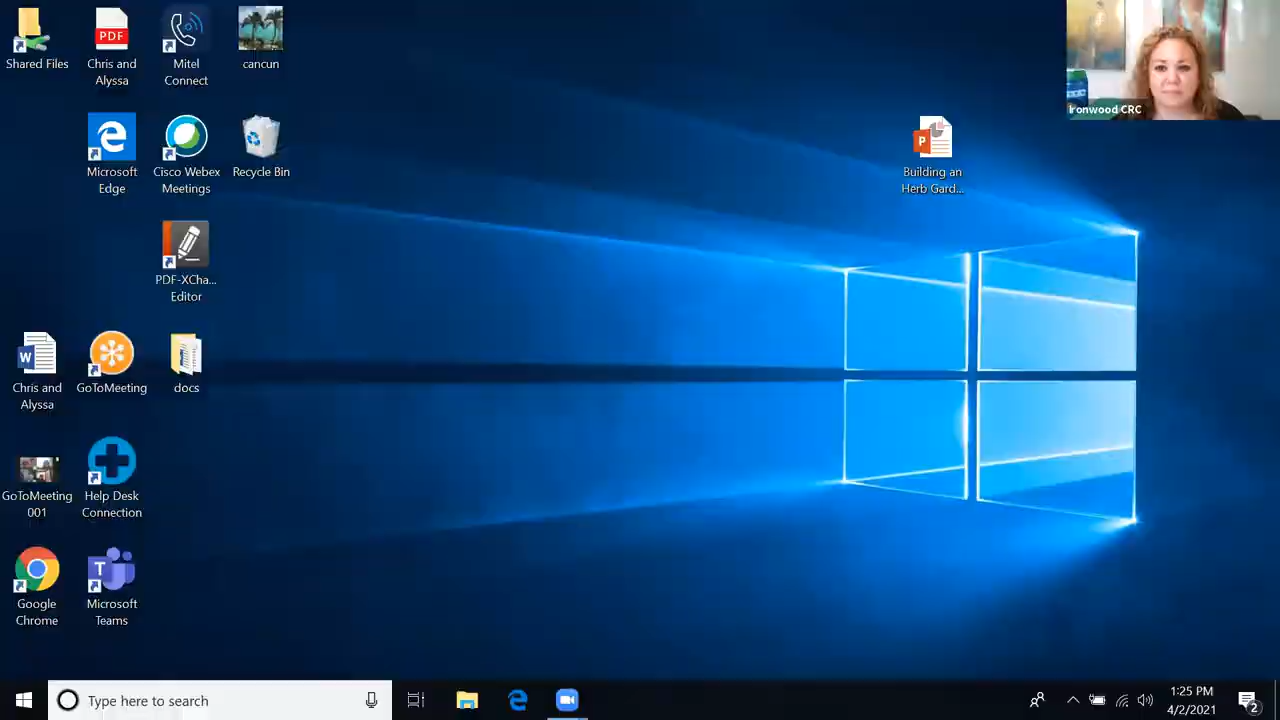 Shared Files
Chris and
Alyssa
PDF
Mitel
Connect
cancun
Microsoft
Edge
Cisco Webex
Meetings
Recycle Bin
PDF-XCha...
Editor
W
Chris and
Alyssa
GoToMeeting
docs
GoToMeeting
001
Help Desk
Connection
Google
Chrome
T
Microsoft
Teams
P
Building an
Herb Gard...
Ironwood CRC
Type here to search
1:25 PM
4/2/2021
2